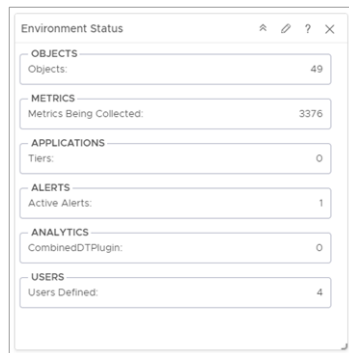 Environment Status
OBJECTS
Objects: 49
METRICS
Metrics Being Collected: 3376
APPLICATIONS
Tiers: 0
ALERTS
Active Alerts: 1
ANALYTICS
CombinedDTPlugin: 0
USERS
Users Defined: 4